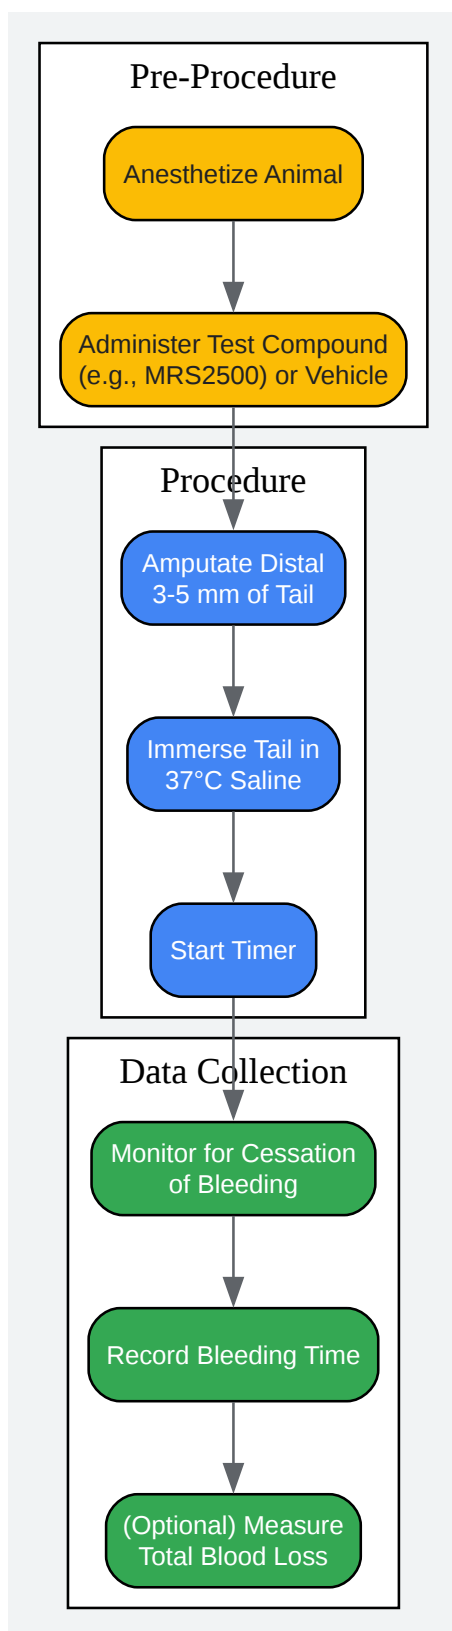 Pre-Procedure
Anesthetize Animal
Administer Test Compound
(e.g., MRS2500) or Vehicle
Procedure
Amputate Distal
3-5 mm of Tail
Immerse Tail in
37°C Saline
Start Timer
Data Collection
Monitor for Cessation
of Bleeding
Record Bleeding Time
(Optional) Measure
Total Blood Loss